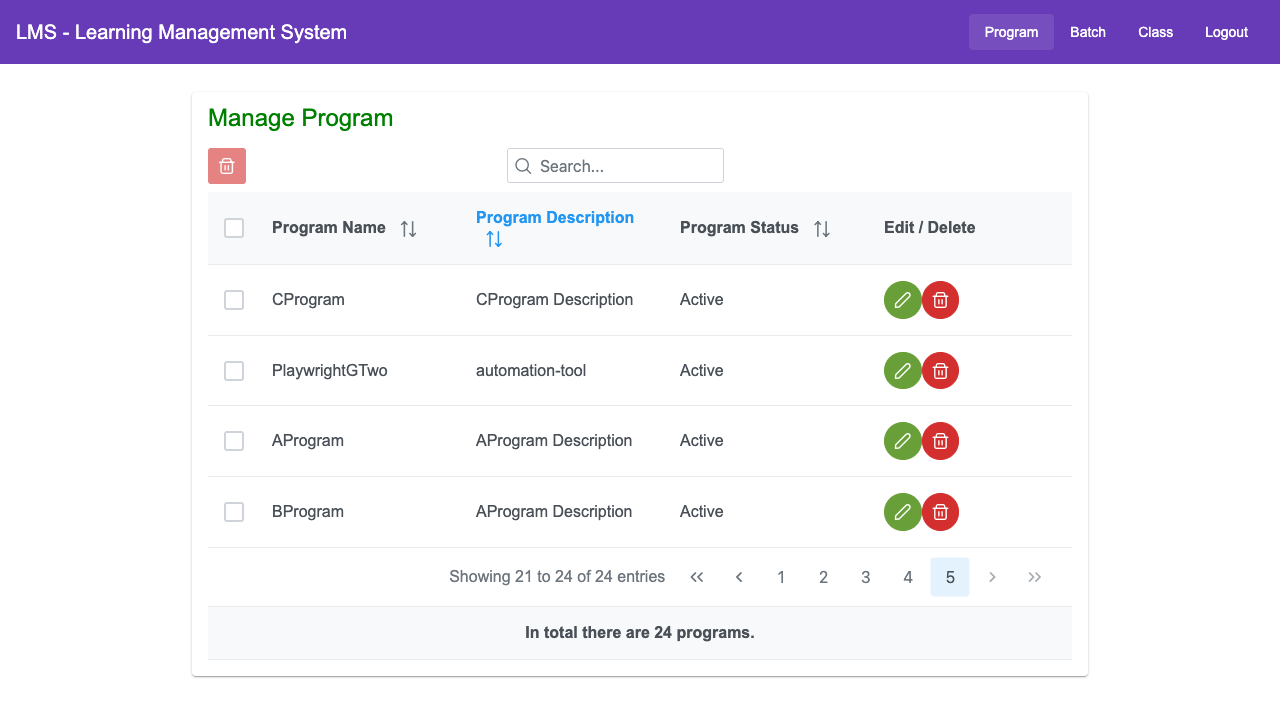 LMS - Learning Management System
Program Batch Class Logout
Manage Program
Search...
Program Name Program Description Program Status Edit / Delete
CProgram CProgram Description Active
PlaywrightGTwo automation-tool Active
AProgram AProgram Description Active
BProgram AProgram Description Active
Showing 21 to 24 of 24 entries 1 2 3 4 5
In total there are 24 programs.